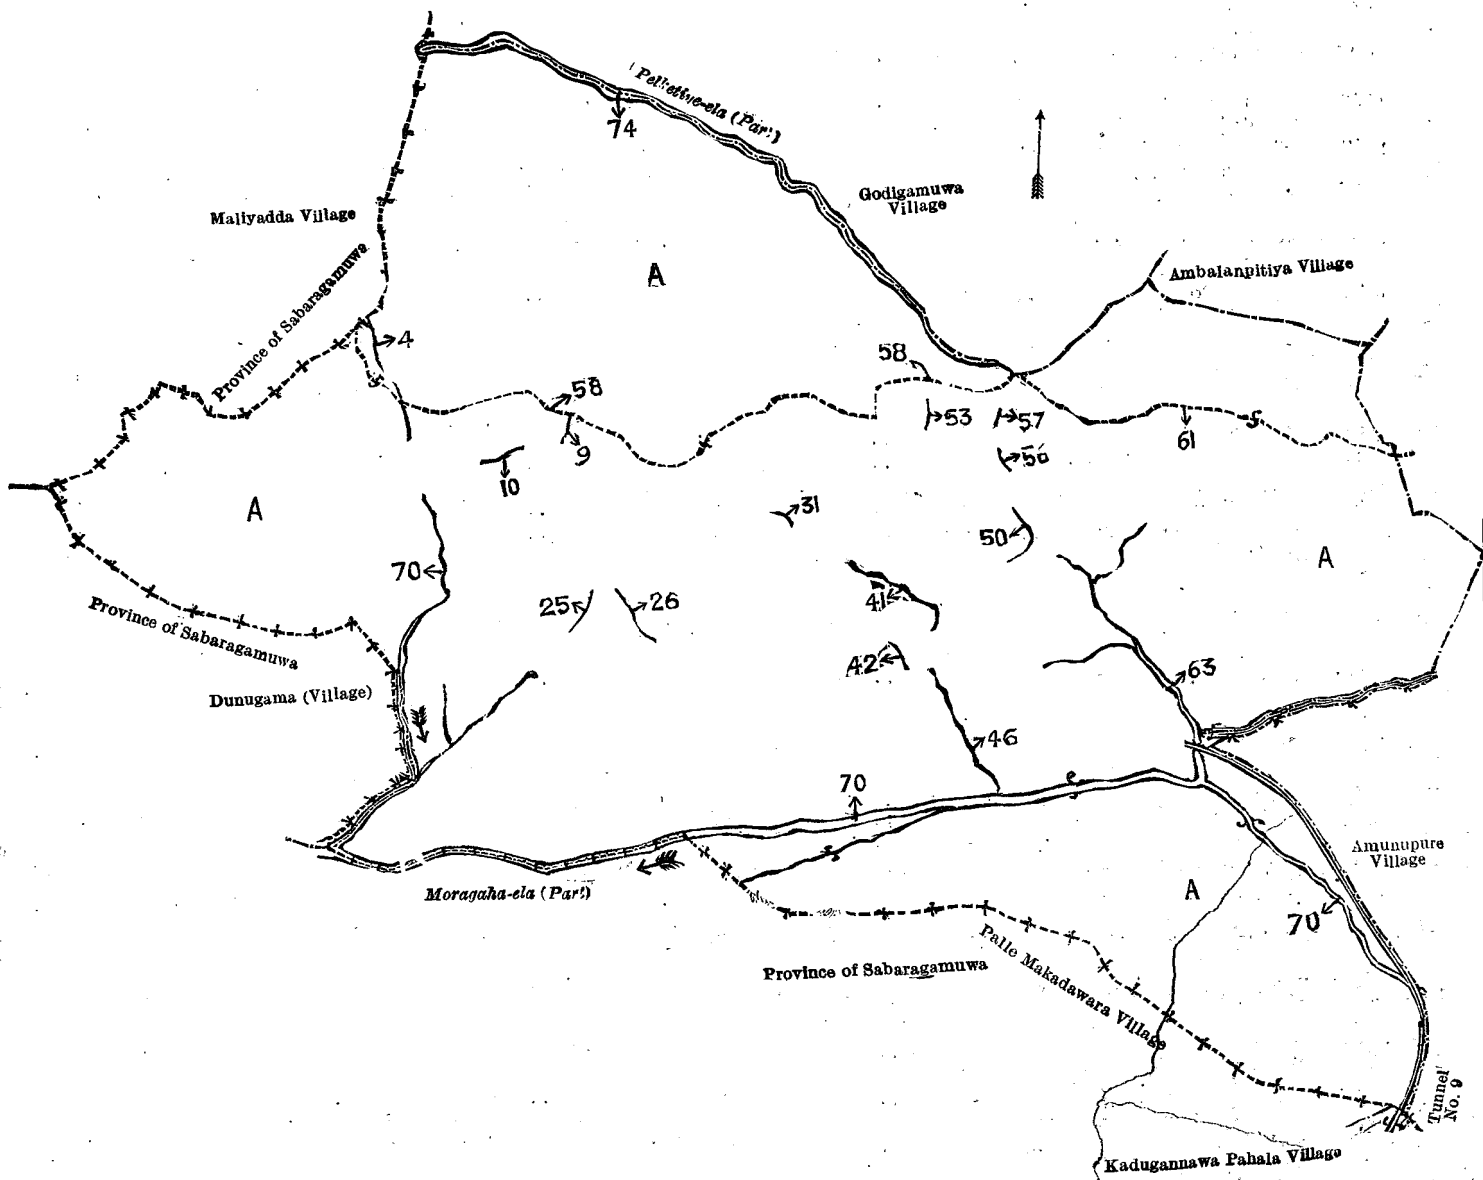 Pellethe-ela (Part)
74
Godigamuwa
Village
Maliyadda Village
Province of Sabaragamuwa
A
Ambalanpitiya Village
4
58
58
53
57
9
61
10
56
A
31
50
A
70
25
26
41
Province of Sabaragamuwa
42
63
Dunugama (Village)
46
70
Amunupure
Village
Moragaha-ela (Part)
A
70
Province of Sabaragamuwa
Palle Makadawara Village
Tunnel
No. 9
Kadugannawa Pahala Village